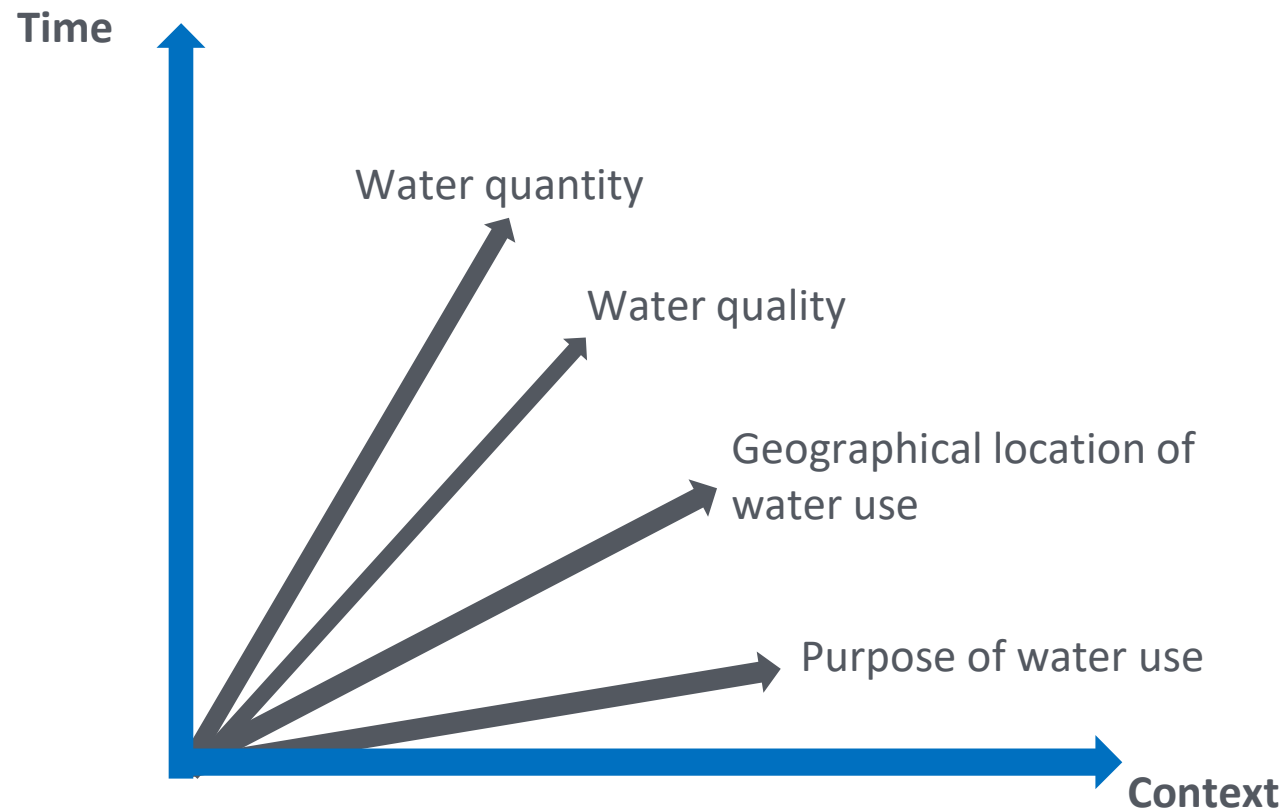 Time
Water quantity
Water quality
Geographical location of
water use
Purpose of water use
Context